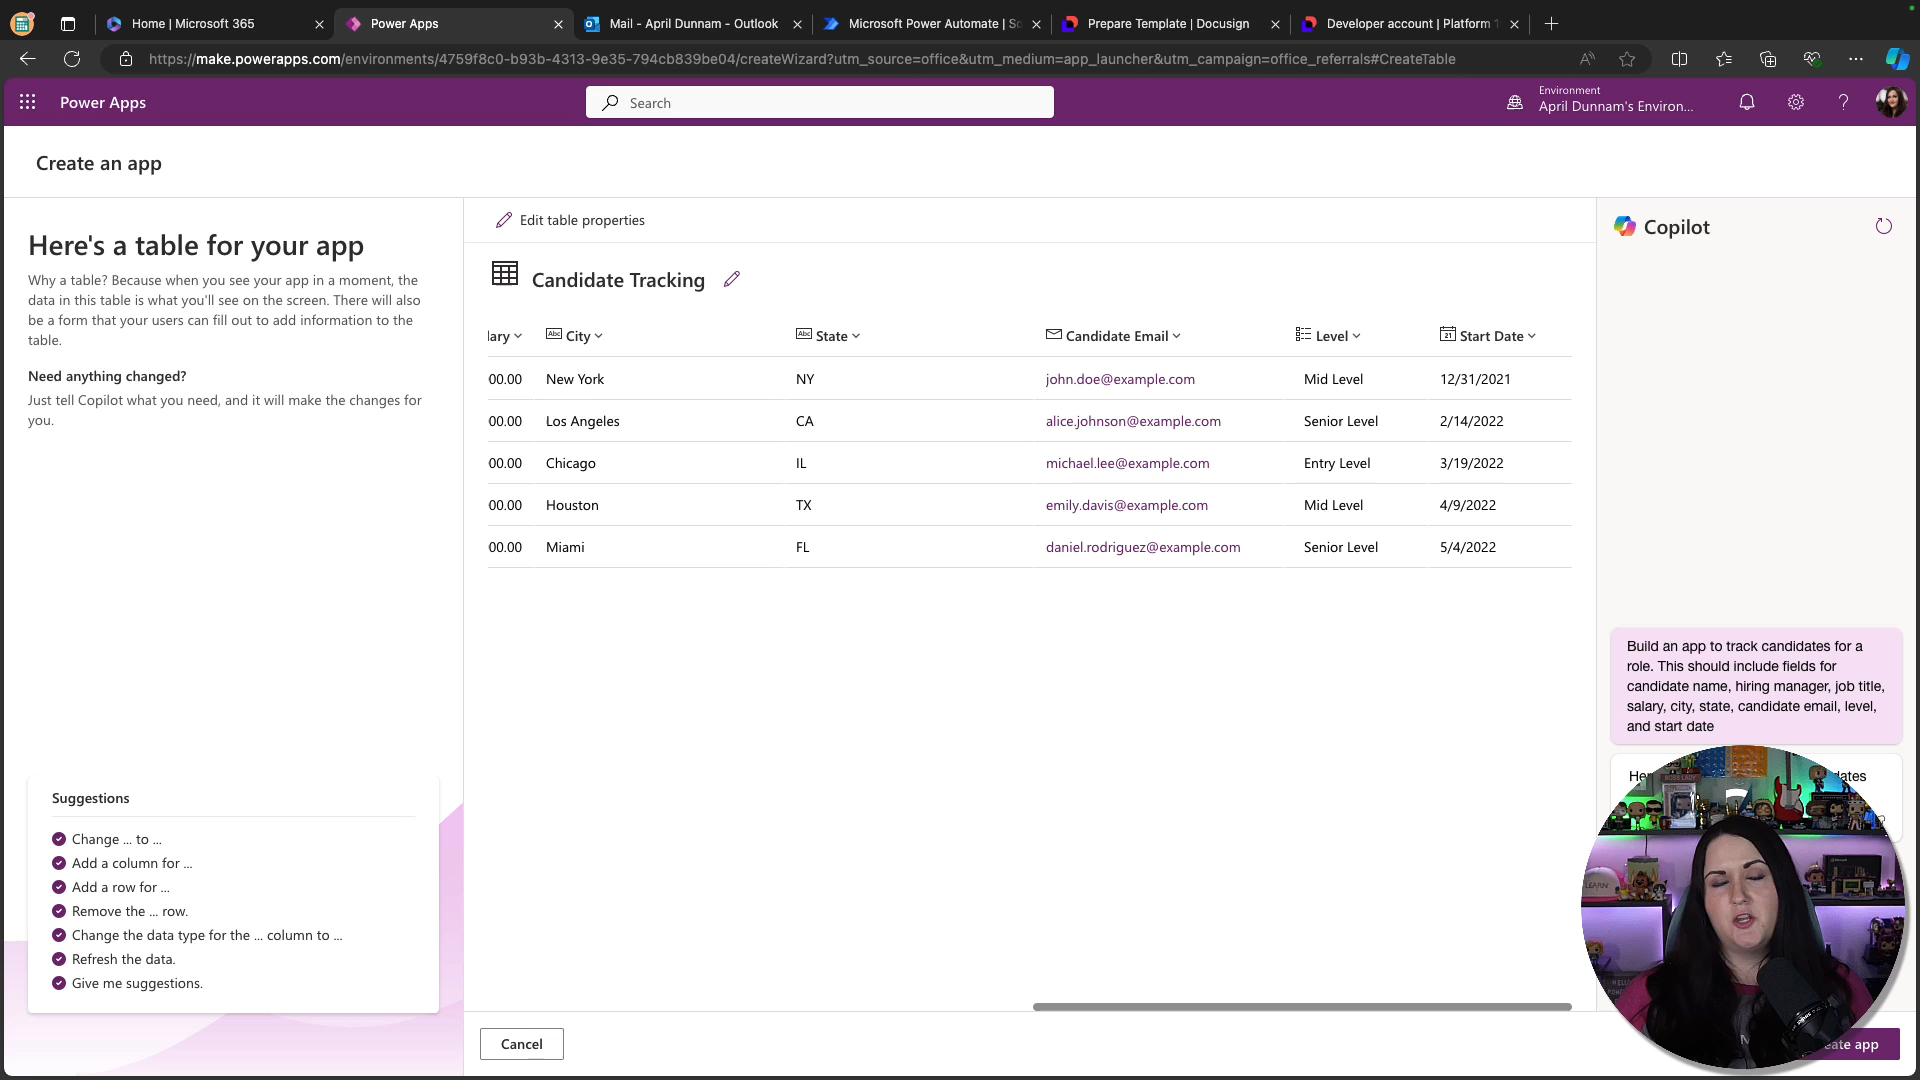 Home | Microsoft 365
Power Apps
Mail - April Dunnam - Outlook
Microsoft Power Automate | So
Prepare Template | Docusign
Developer account | Platform
https://make.powerapps.com/environments/4759f8c0-b93b-4313-9e35-794cb839be04/createWizard?utm_source=office&utm_medium=app_launcher&utm_campaign=office_referrals#CreateTable
Power Apps
Search
Environment
April Dunnam's Environ...
Create an app
Here's a table for your app
Why a table? Because when you see your app in a moment, the
data in this table is what you'll see on the screen. There will also
be a form that your users can fill out to add information to the
table.
Need anything changed?
Just tell Copilot what you need, and it will make the changes for
you.
Suggestions
Change ... to ...
Add a column for ...
Add a row for ...
Remove the ... row.
Change the data type for the ... column to ...
Refresh the data.
Give me suggestions.
Edit table properties
Candidate Tracking
lary Abc City Abc State Candidate Email Level 21 Start Date
00.00 New York NY john.doe@example.com Mid Level 12/31/2021
00.00 Los Angeles CA alice.johnson@example.com Senior Level 2/14/2022
00.00 Chicago IL michael.lee@example.com Entry Level 3/19/2022
00.00 Houston TX emily.davis@example.com Mid Level 4/9/2022
00.00 Miami FL daniel.rodriguez@example.com Senior Level 5/4/2022
Cancel
Copilot
Build an app to track candidates for a
role. This should include fields for
candidate name, hiring manager, job title,
salary, city, state, candidate email, level,
and start date
BOSS LADY
LEARN
app